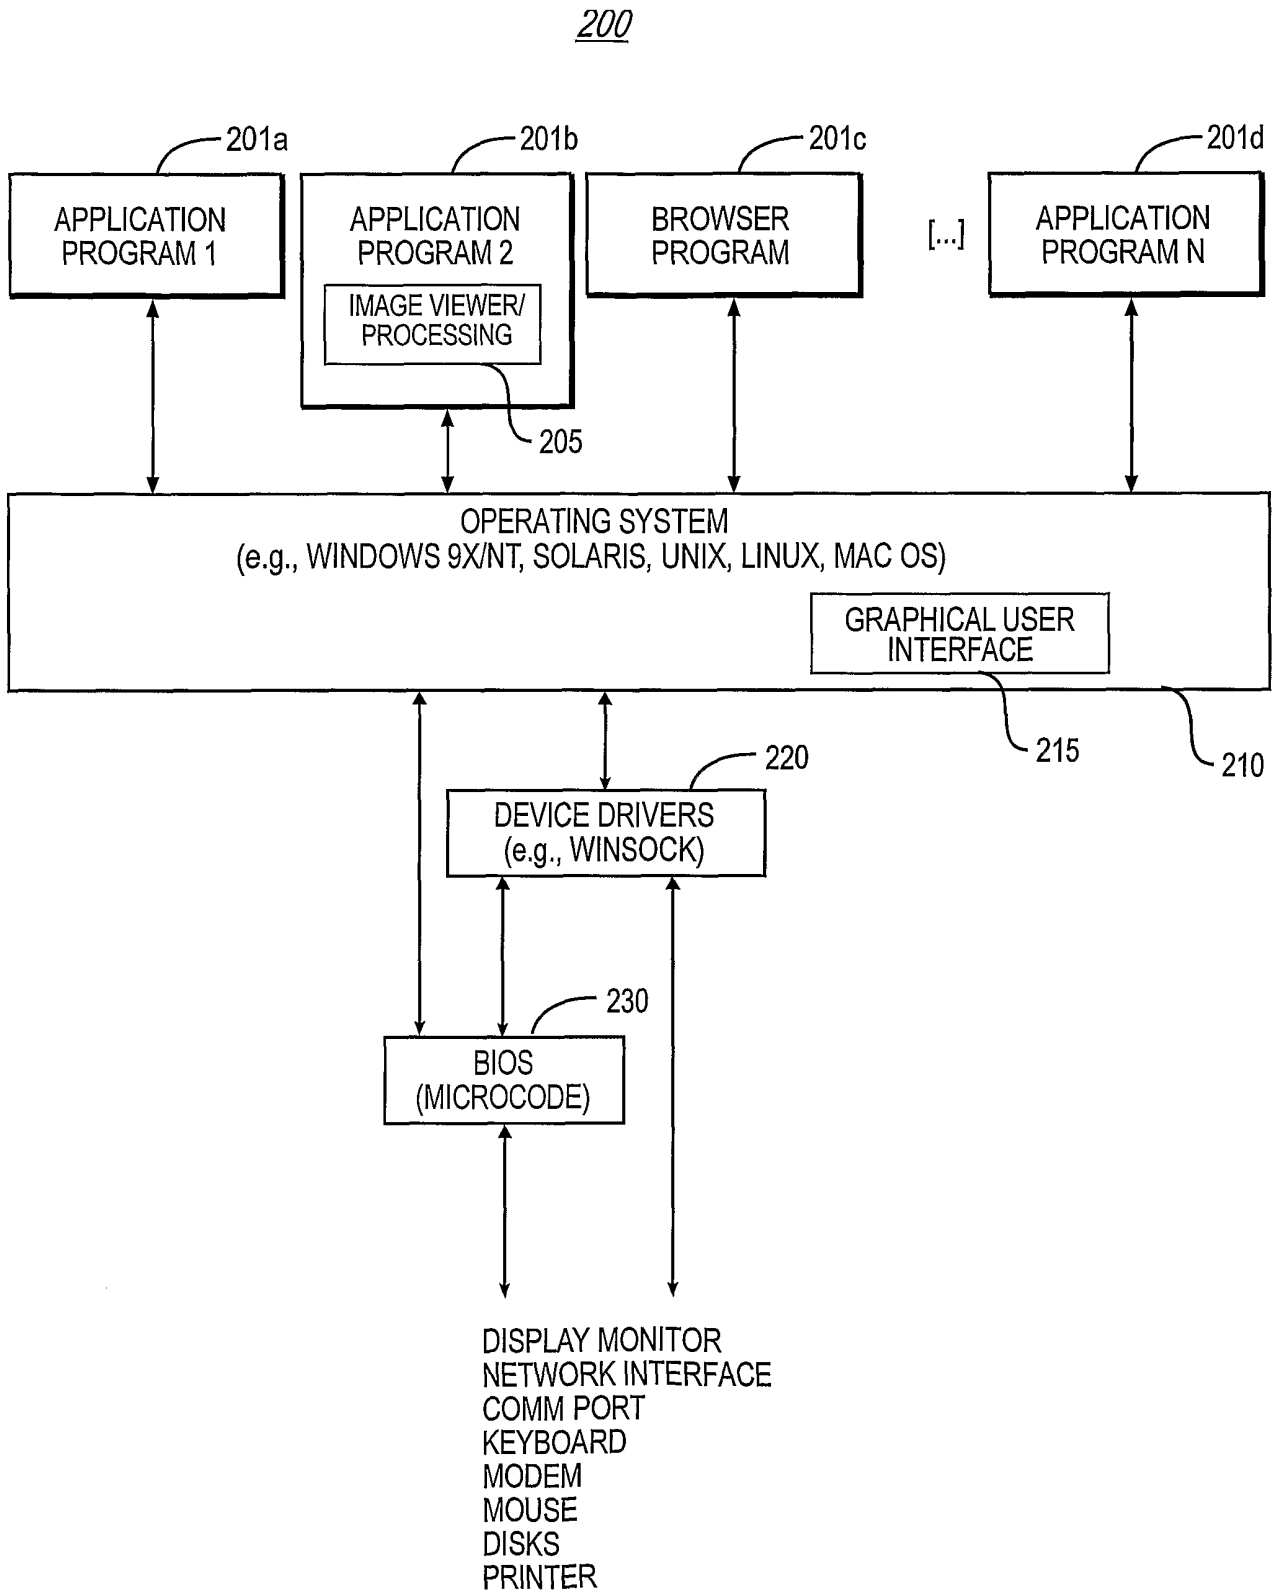 200
201a
201b
201c
201d
APPLICATION
PROGRAM 1
APPLICATION
PROGRAM 2
IMAGE VIEWER/
PROCESSING
BROWSER
PROGRAM
[...]
APPLICATION
PROGRAM N
205
OPERATING SYSTEM
(e.g., WINDOWS 9X/NT, SOLARIS, UNIX, LINUX, MAC OS)
GRAPHICAL USER
INTERFACE
215
210
220
DEVICE DRIVERS
(e.g., WINSOCK)
230
BIOS
(MICROCODE)
DISPLAY MONITOR
NETWORK INTERFACE
COMM PORT
KEYBOARD
MODEM
MOUSE
DISKS
PRINTER